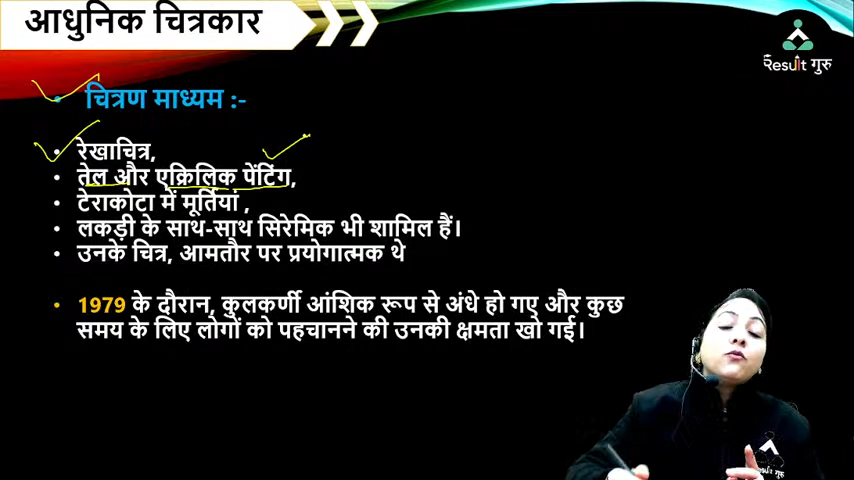 आधुनिक चित्रकार
Result गुरु
चित्रण माध्यम :-
रेखाचित्र,
तेल और एक्रिलिक पेंटिंग,
टेराकोटा में मूर्तियां ,
लकड़ी के साथ-साथ सिरेमिक भी शामिल हैं।
उनके चित्र, आमतौर पर प्रयोगात्मक थे
1979 के दौरान, कुलकर्णी आंशिक रूप से अंधे हो गए और कुछ
समय के लिए लोगों को पहचानने की उनकी क्षमता खो गई।